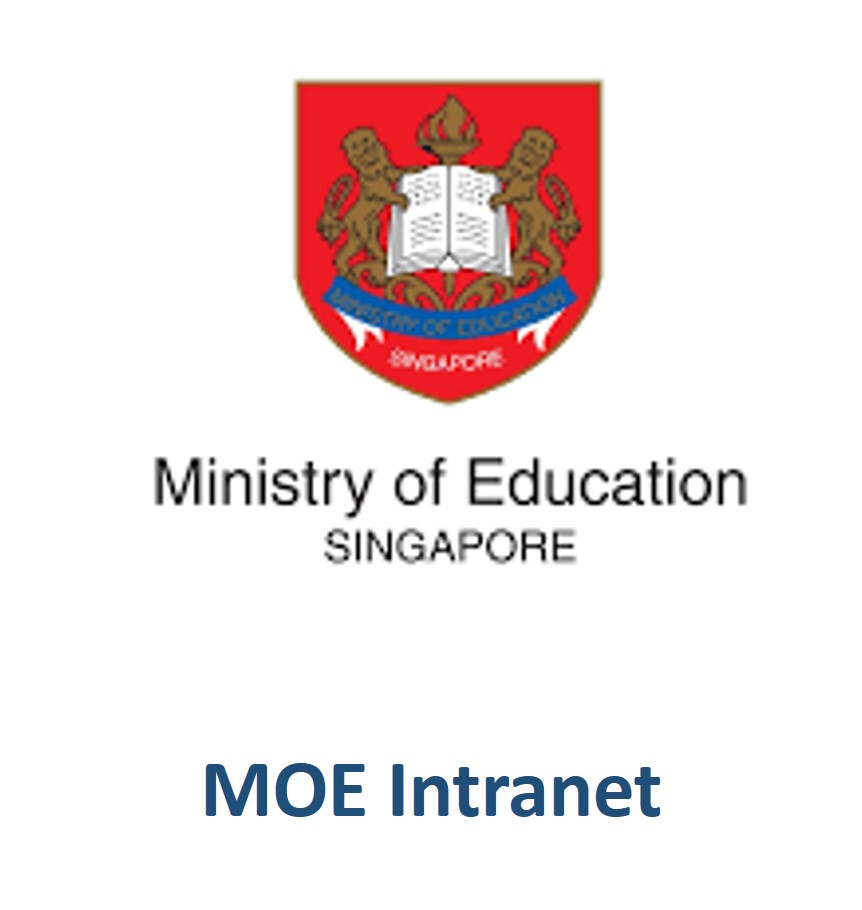 MINISTRY OF EDUCATION
SINGAPORE
Ministry of Education
SINGAPORE
MOE Intranet